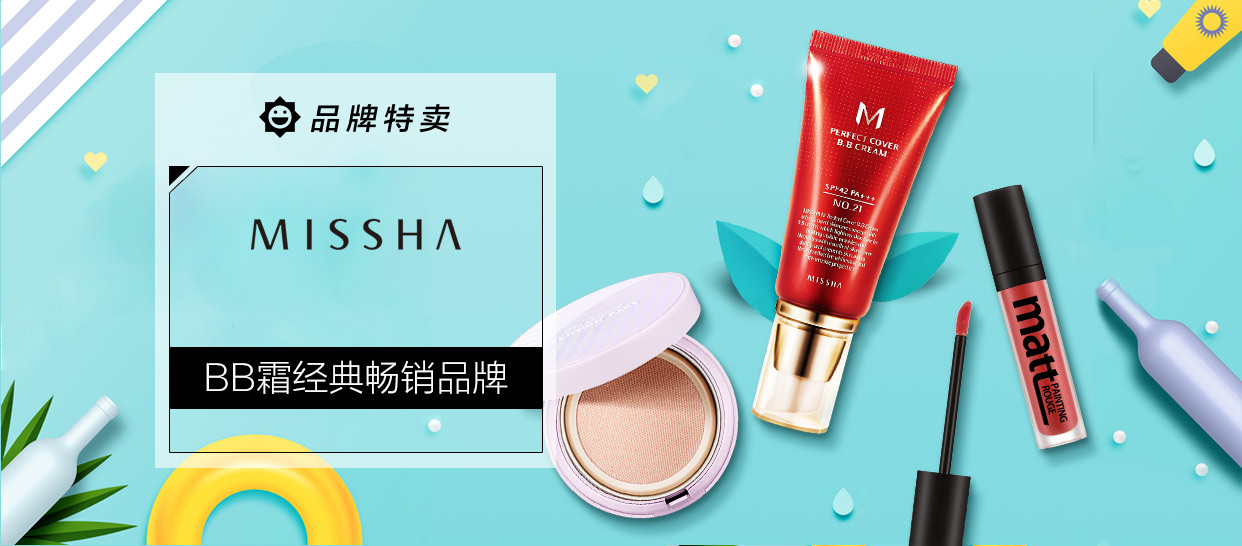 品牌特卖
MISSHA
BB霜经典畅销品牌
M
PERFECT COVER
B.B CREAM
SPF42 PA+++
NO.21
MISSHA
matt
PAINTING
ROUGE